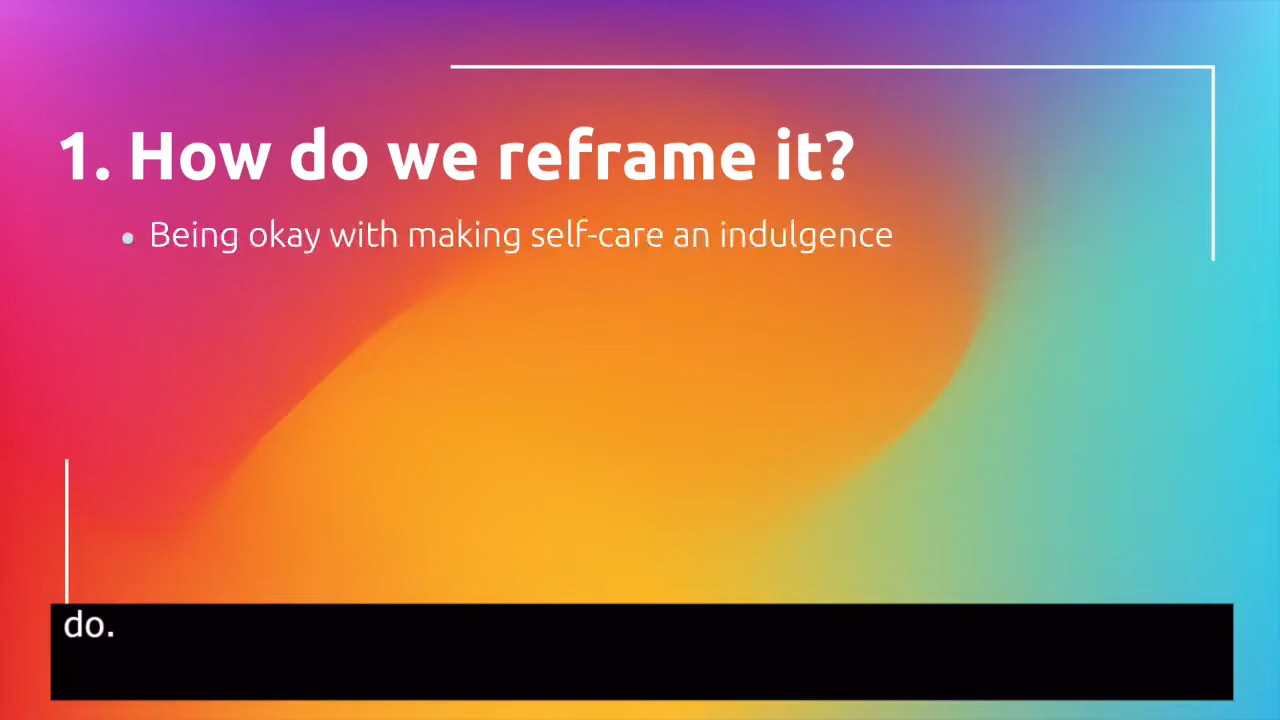 1. How do we reframe it?
• Being okay with making self-care an indulgence
do.